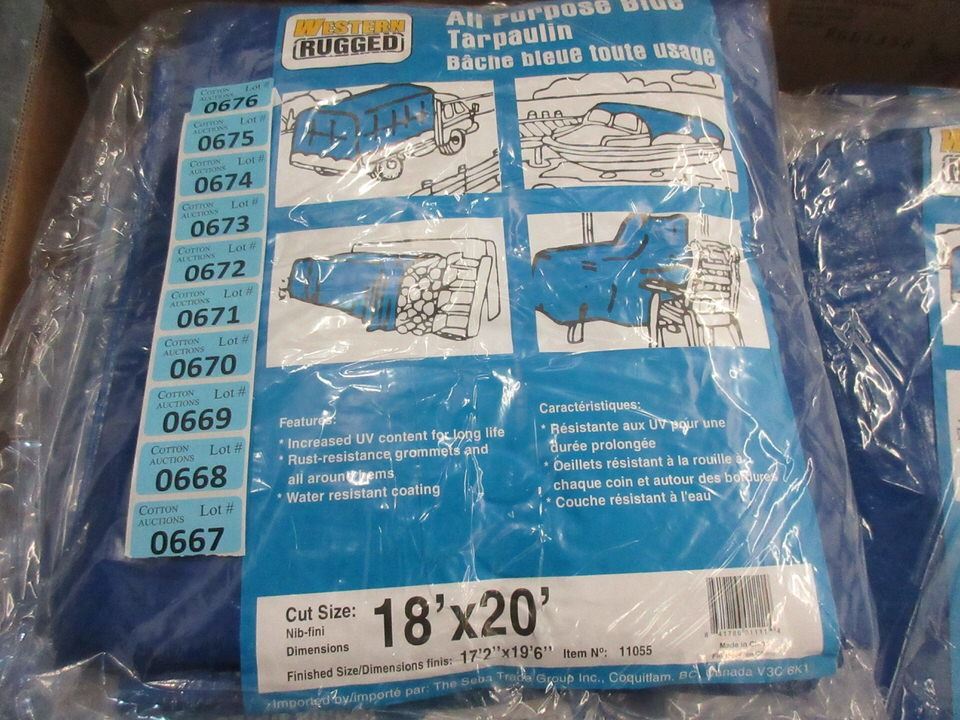 WESTERN
RUGGED
All Purpose Blue
Tarpaulin
Bâche bleue toute usage
COTTON AUCTIONS Lot #
0676
COTTON AUCTIONS Lot #
0675
COTTON AUCTIONS Lot #
0674
COTTON AUCTIONS Lot #
0673
COTTON AUCTIONS Lot #
0672
COTTON AUCTIONS Lot #
0671
COTTON AUCTIONS Lot #
0670
COTTON AUCTIONS Lot #
0669
COTTON AUCTIONS Lot #
0668
COTTON AUCTIONS Lot #
0667
Features:
* Increased UV content for long life
* Rust-resistance grommets and
all around hems
* Water resistant coating
Caractéristiques:
* Résistante aux UV pour une
durée prolongée
* Oeillets résistant à la rouille à
chaque coin et autour des bordures
* Couche résistant à l'eau
Cut Size:
Nib-fini
Dimensions
18'x20'
Finished Size/Dimensions finis: 17'2"x19'6" Item Nº: 11055
Made in
Imported by/importé par: The Seba Trade Group Inc., Coquitlam, BC, Canada V3C 6K1